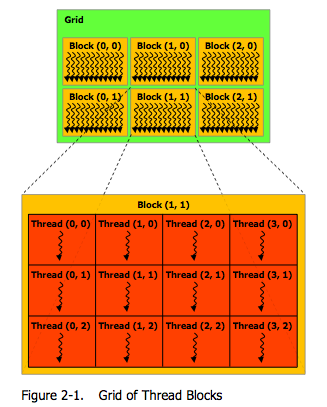 Grid
Block (0, 0) Block (1, 0) Block (2, 0)
Block (0, 1) Block (1, 1) Block (2, 1)
Block (1, 1)
Thread (0, 0) Thread (1, 0) Thread (2, 0) Thread (3, 0)
Thread (0, 1) Thread (1, 1) Thread (2, 1) Thread (3, 1)
Thread (0, 2) Thread (1, 2) Thread (2, 2) Thread (3, 2)
Figure 2-1. Grid of Thread Blocks